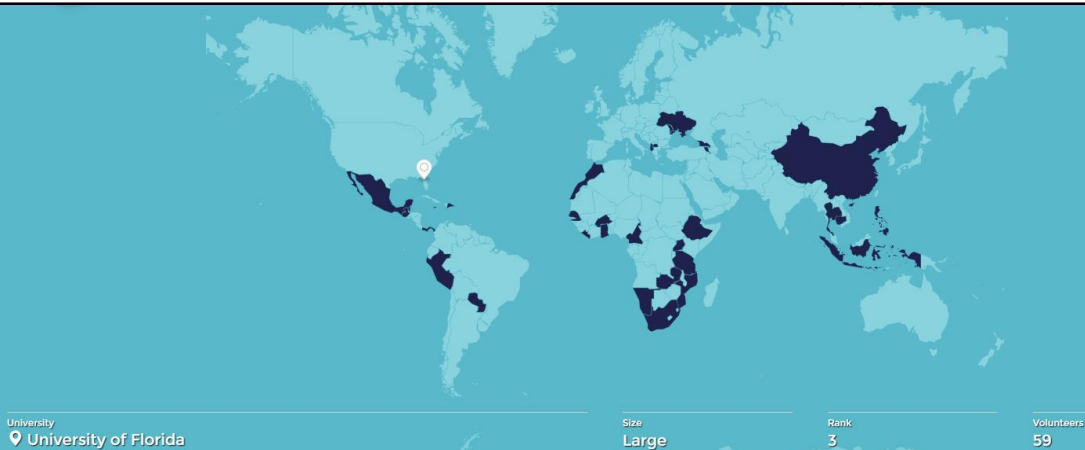 University
University of Florida
Size
Large
Rank
3
Volunteers
59